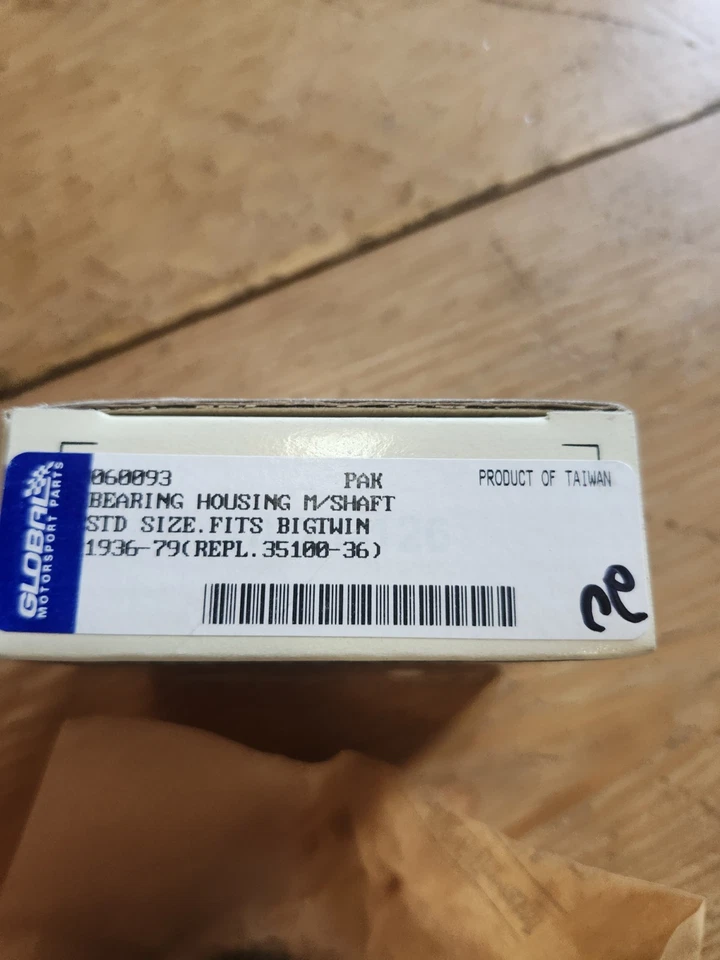 GLOBAL
MOTORSPORT PARTS
060093 PAK PRODUCT OF TAIWAN
BEARING HOUSING M/SHAFT
STD SIZE.FITS BIGTWIN
1936-79(REPL.35100-36)